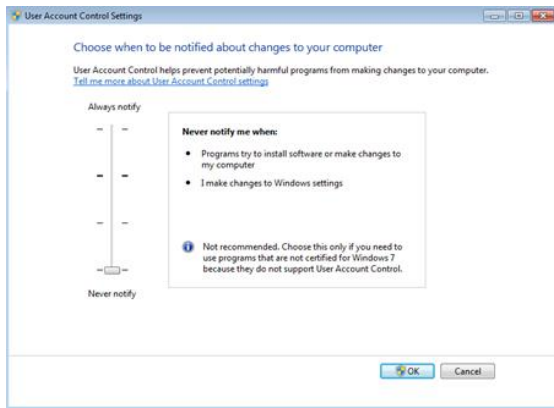 User Account Control Settings
Choose when to be notified about changes to your computer
User Account Control helps prevent potentially harmful programs from making changes to your computer.
Tell me more about User Account Control settings
Always notify
Never notify me when:
Programs try to install software or make changes to
my computer
I make changes to Windows settings
Not recommended. Choose this only if you need to
use programs that are not certified for Windows 7
because they do not support User Account Control.
Never notify
OK
Cancel